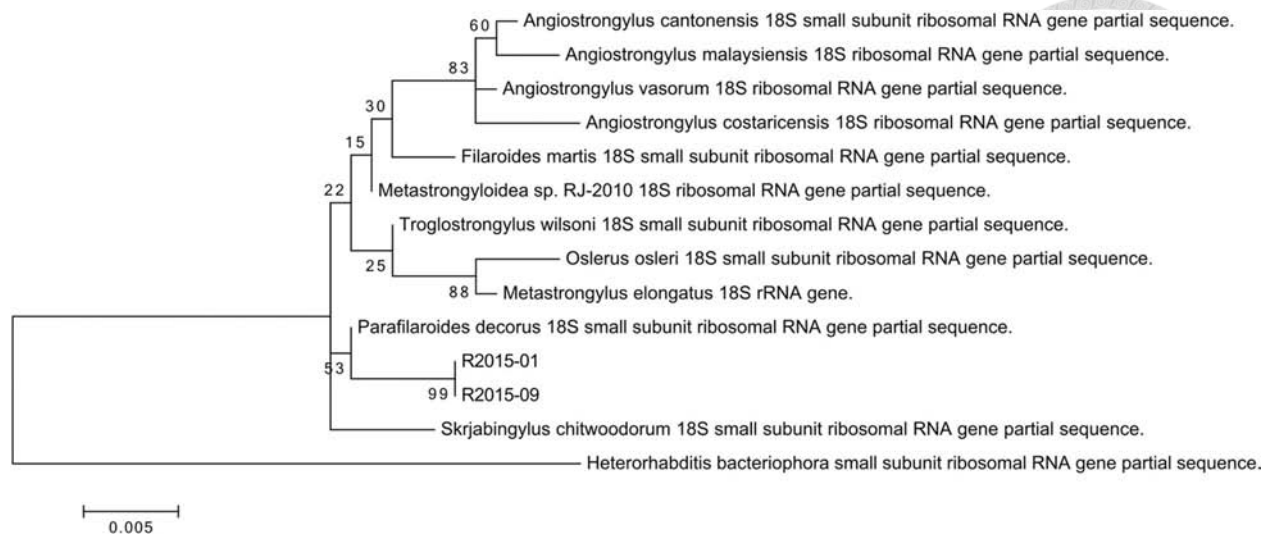 60 Angiostrongylus cantonensis 18S small subunit ribosomal RNA gene partial sequence.
Angiostrongylus malaysiensis 18S ribosomal RNA gene partial sequence.
83
Angiostrongylus vasorum 18S ribosomal RNA gene partial sequence.
30
Angiostrongylus costaricensis 18S ribosomal RNA gene partial sequence.
15
Filaroides martis 18S small subunit ribosomal RNA gene partial sequence.
22 Metastrongyloidea sp. RJ-2010 18S ribosomal RNA gene partial sequence.
Troglostrongylus wilsoni 18S small subunit ribosomal RNA gene partial sequence.
25 Oslerus osleri 18S small subunit ribosomal RNA gene partial sequence.
88 Metastrongylus elongatus 18S rRNA gene.
Parafilaroides decorus 18S small subunit ribosomal RNA gene partial sequence.
53 R2015-01
99 R2015-09
Skrjabingylus chitwoodorum 18S small subunit ribosomal RNA gene partial sequence.
Heterorhabditis bacteriophora small subunit ribosomal RNA gene partial sequence.
0.005